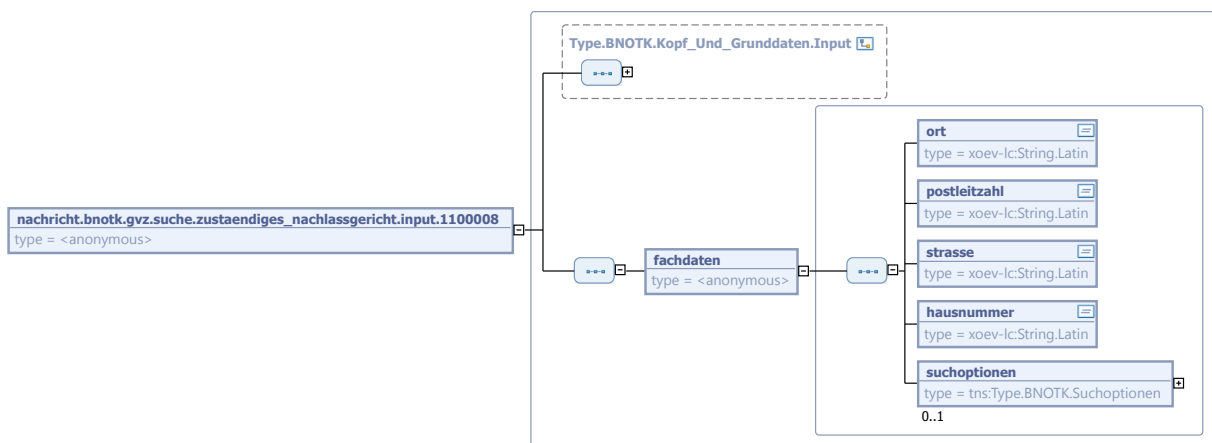 Type.BNOTK.Kopf_Und_Grunddaten.Input
nachricht.bnotk.gvz.suche.zustaendiges_nachlassgericht.input.1100008
type = <anonymous>
fachdaten
type = <anonymous>
ort
type = xoev-lc:String.Latin
postleitzahl
type = xoev-lc:String.Latin
strasse
type = xoev-lc:String.Latin
hausnummer
type = xoev-lc:String.Latin
suchoptionen
type = tns:Type.BNOTK.Suchoptionen
0..1